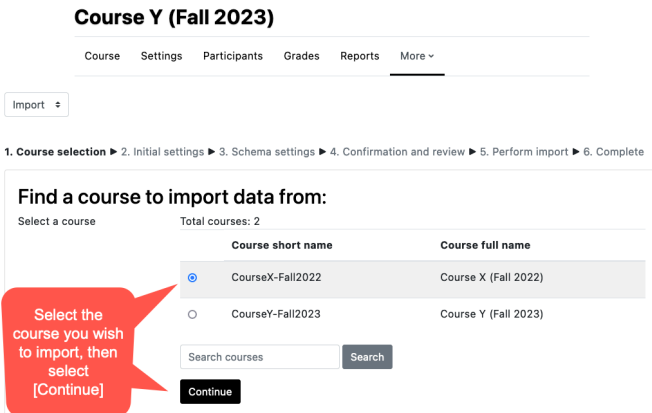 Course Y (Fall 2023)
Course Settings Participants Grades Reports More
Import
1. Course selection ► 2. Initial settings ► 3. Schema settings ► 4. Confirmation and review ► 5. Perform import ► 6. Complete
Find a course to import data from:
Select a course Total courses: 2
Course short name Course full name
CourseX-Fall2022 Course X (Fall 2022)
CourseY-Fall2023 Course Y (Fall 2023)
Select the
course you wish
to import, then
select
[Continue]
Search courses Search
Continue